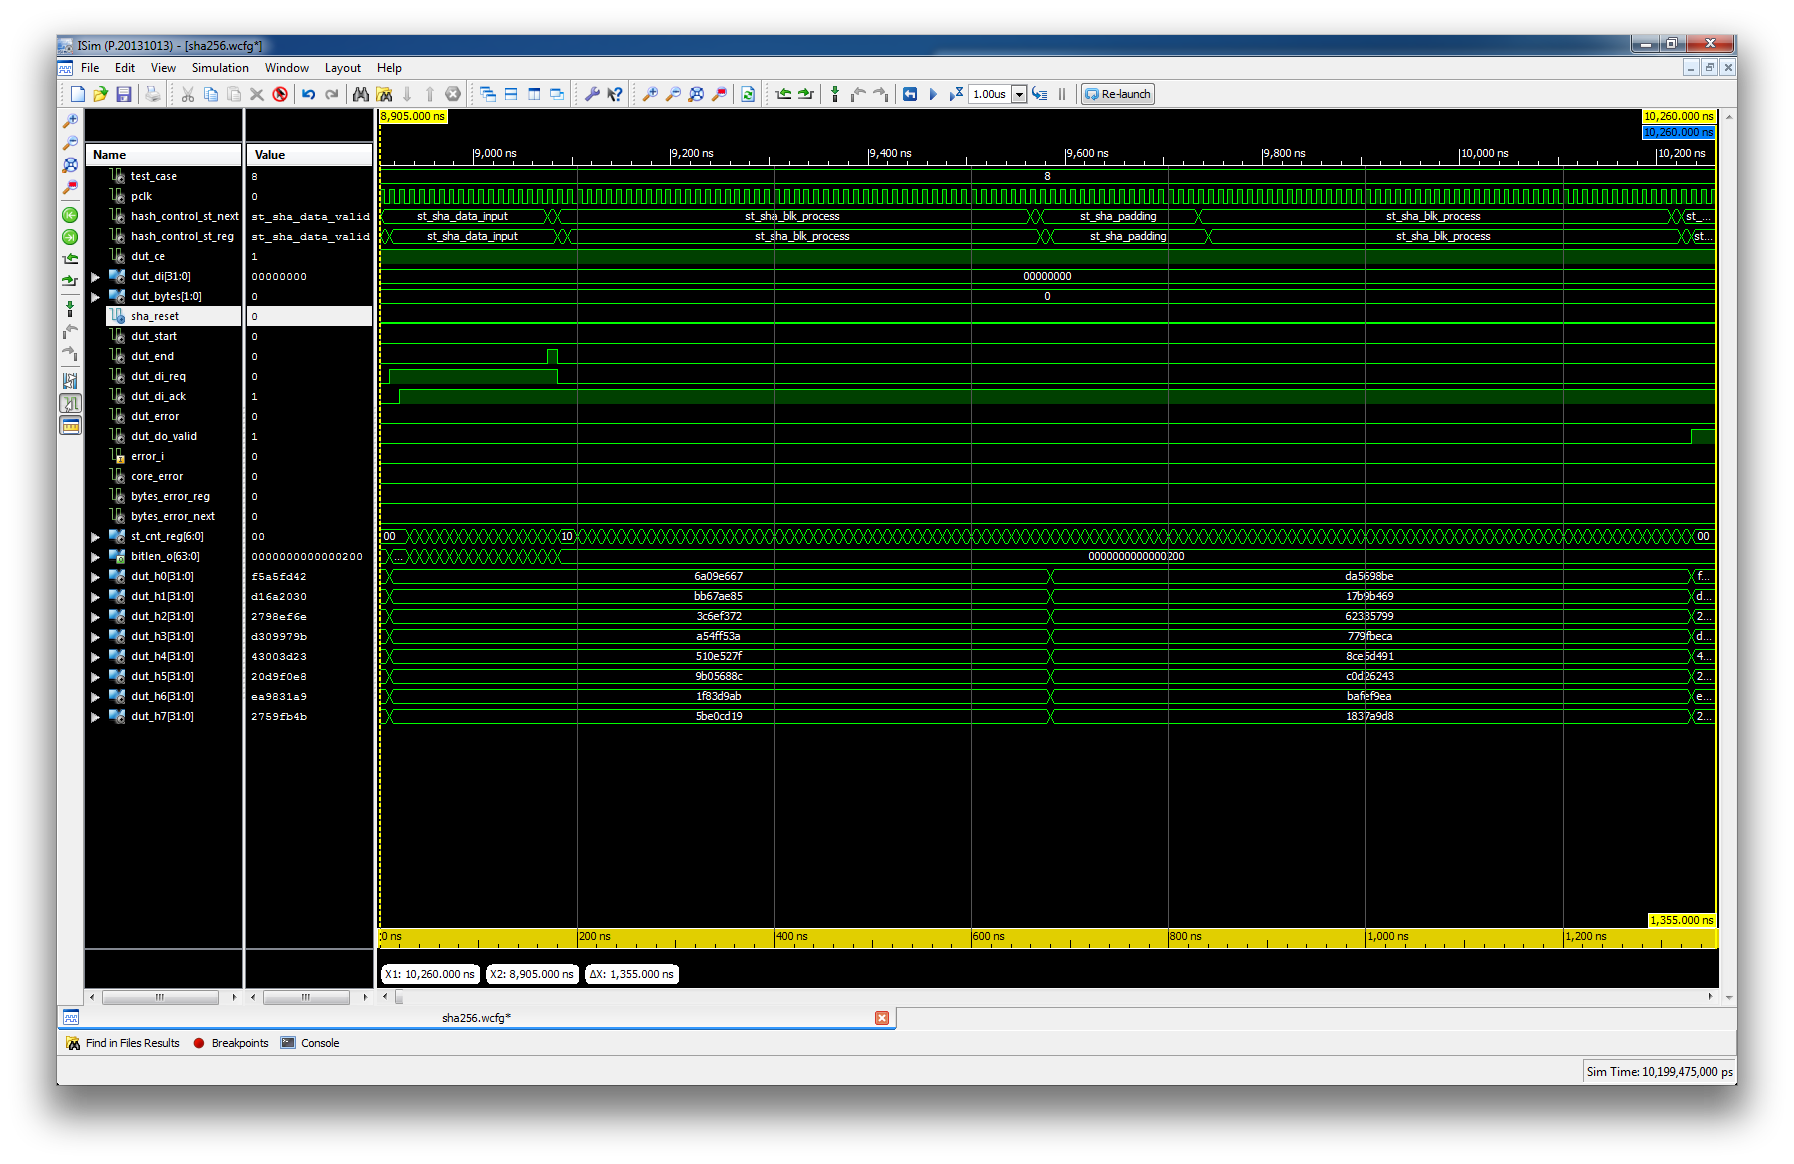 ISim (P.20131013) - [sha256.wcfg*]
File Edit View Simulation Window Layout Help
1.00us Re-launch
8,905.000 ns 10,260.000 ns
10,260.000 ns
Name Value 9,000 ns 9,200 ns 9,400 ns 9,600 ns 9,800 ns 10,000 ns 10,200 ns
test_case 8 8
pclk 0
hash_control_st_next st_sha_data_valid st_sha_data_input st_sha_blk_process st_sha_padding st_sha_blk_process st_...
hash_control_st_reg st_sha_data_valid st_sha_data_input st_sha_blk_process st_sha_padding st_sha_blk_process st...
dut_ce 1
dut_di[31:0] 00000000 00000000
dut_bytes[1:0] 0 0
sha_reset 0
dut_start 0
dut_end 0
dut_di_req 0
dut_di_ack 1
dut_error 0
dut_do_valid 1
error_i 0
core_error 0
bytes_error_reg 0
bytes_error_next 0
st_cnt_reg[6:0] 00 00 10 00
bitlen_o[63:0] 0000000000000200 ... 0000000000000200
dut_h0[31:0] f5a5fd42 6a09e667 da5698be f...
dut_h1[31:0] d16a2030 bb67ae85 17b9b469 d...
dut_h2[31:0] 2798ef6e 3c6ef372 62335799 2...
dut_h3[31:0] d309979b a54ff53a 779fbeca d...
dut_h4[31:0] 43003d23 510e527f 8ce5d491 4...
dut_h5[31:0] 20d9f0e8 9b05688c c0d26243 2...
dut_h6[31:0] ea9831a9 1f83d9ab bafef9ea e...
dut_h7[31:0] 2759fb4b 5be0cd19 1837a9d8 2...
1,355.000 ns
0 ns 200 ns 400 ns 600 ns 800 ns 1,000 ns 1,200 ns
X1: 10,260.000 ns X2: 8,905.000 ns ΔX: 1,355.000 ns
sha256.wcfg*
Find in Files Results Breakpoints Console
Sim Time: 10,199,475,000 ps